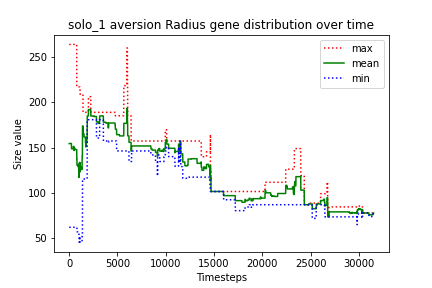 solo_1 aversion Radius gene distribution over time
max
mean
min
Size value
250
200
150
100
50
0 5000 10000 15000 20000 25000 30000
Timesteps